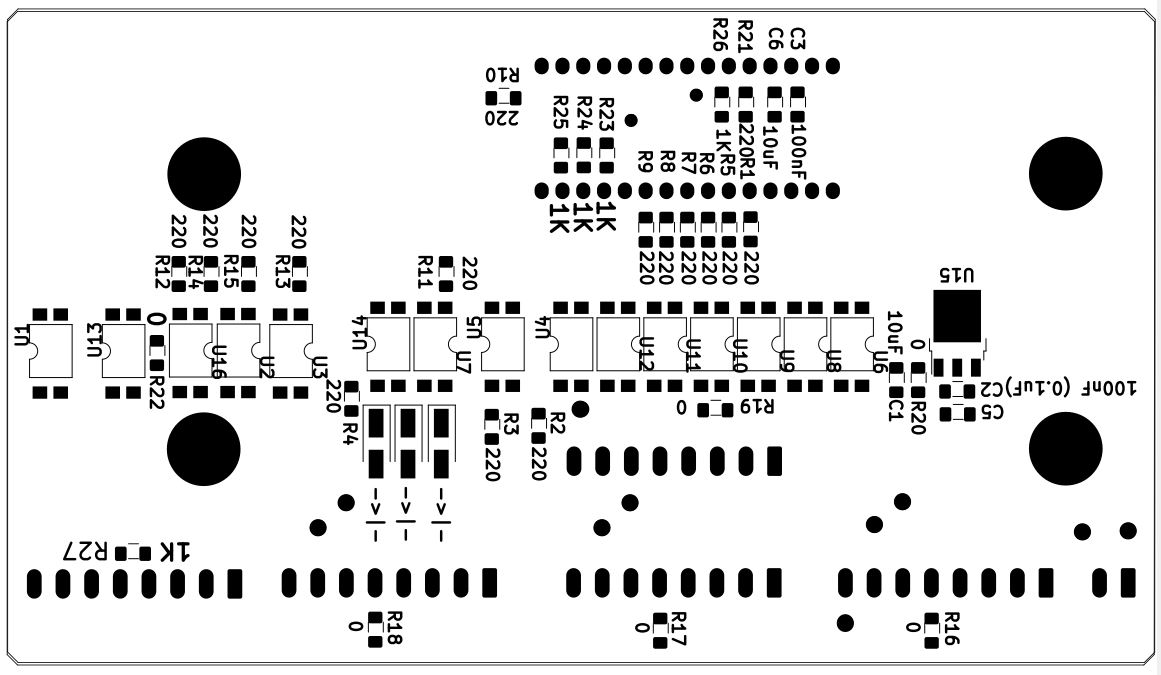 R26
R21
C6
C3
R10
220
R25
R24
R23
1K
220
10uF
100nF
R9
R8
R7
R6
R5
R1
1K
1K
1K
220
220
220
220
220
220
220
220
220
220
R12
R14
R15
R13
R11
220
U15
U1
U13
0
R22
U16
U2
U3
U14
U7
U5
U4
U12
U11
U10
U9
U8
U6
10uF
0
C1
R20
C2
100nF (0.1uF)
C5
220
R4
R3
220
R2
220
0
R19
->|-
->|-
->|-
R27
1K
0
R18
0
R17
0
R16